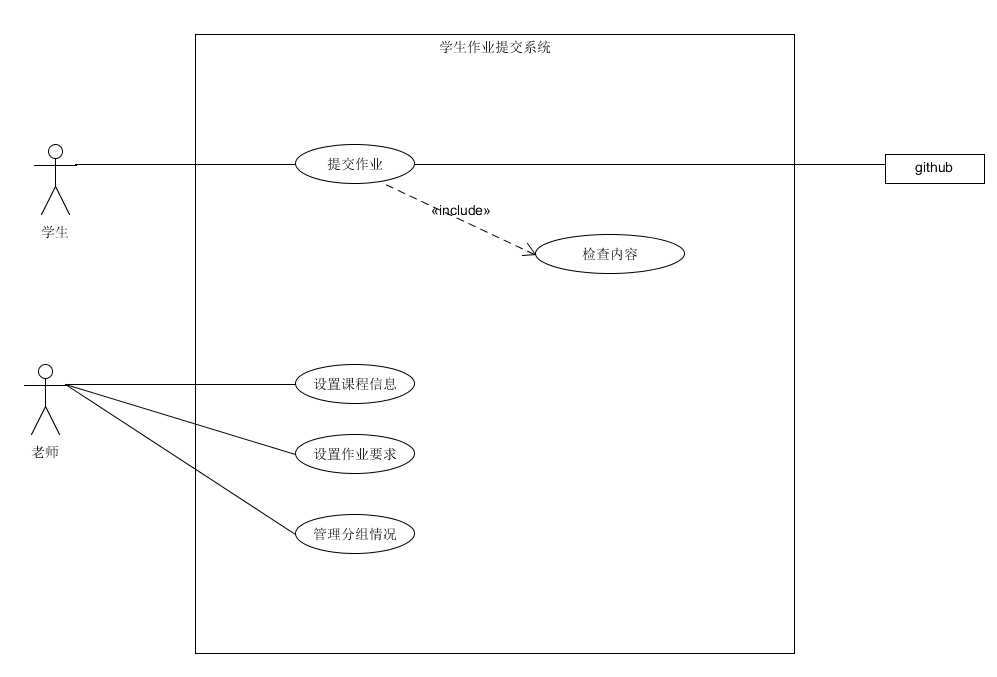 学生作业提交系统
提交作业
github
«include»
学生
检查内容
设置课程信息
老师
设置作业要求
管理分组情况